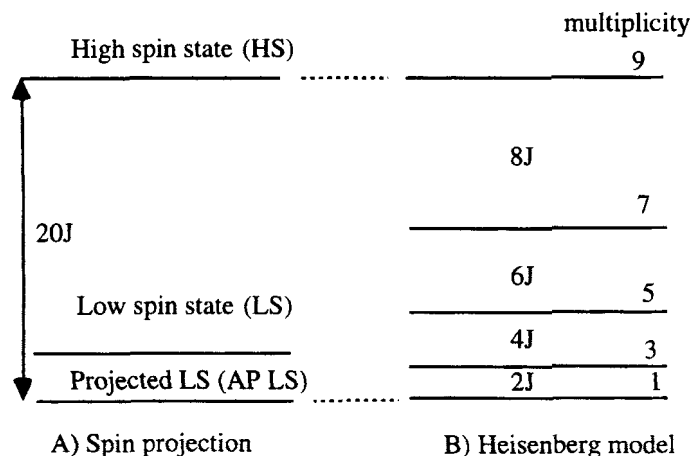 multiplicity
High spin state (HS)
9
8J
7
20J
6J
5
Low spin state (LS)
4J
3
Projected LS (AP LS)
2J
1
A) Spin projection
B) Heisenberg model